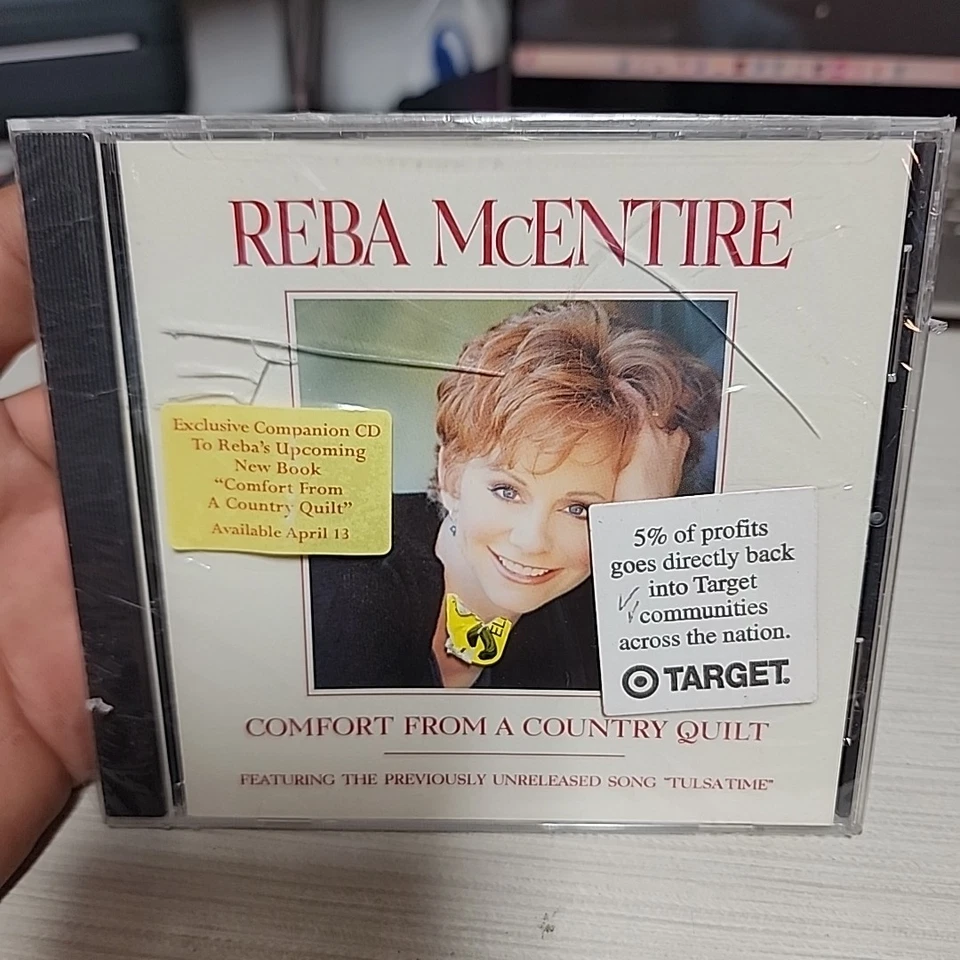 REBA McENTIRE
Exclusive Companion CD
To Reba's Upcoming
New Book
"Comfort From
A Country Quilt"
Available April 13
5% of profits
goes directly back
into Target
communities
across the nation.
TARGET.
COMFORT FROM A COUNTRY QUILT
FEATURING THE PREVIOUSLY UNRELEASED SONG "TULSA TIME"